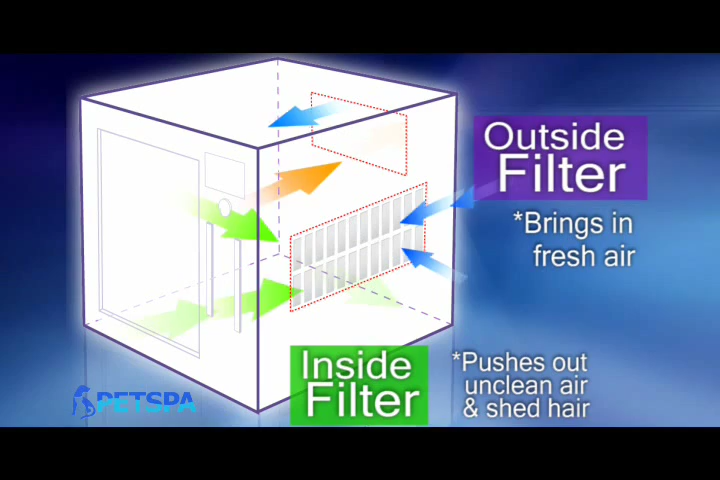 Outside
Filter
*Brings in
fresh air
Inside
Filter
*Pushes out
unclean air
& shed hair
PETSPA